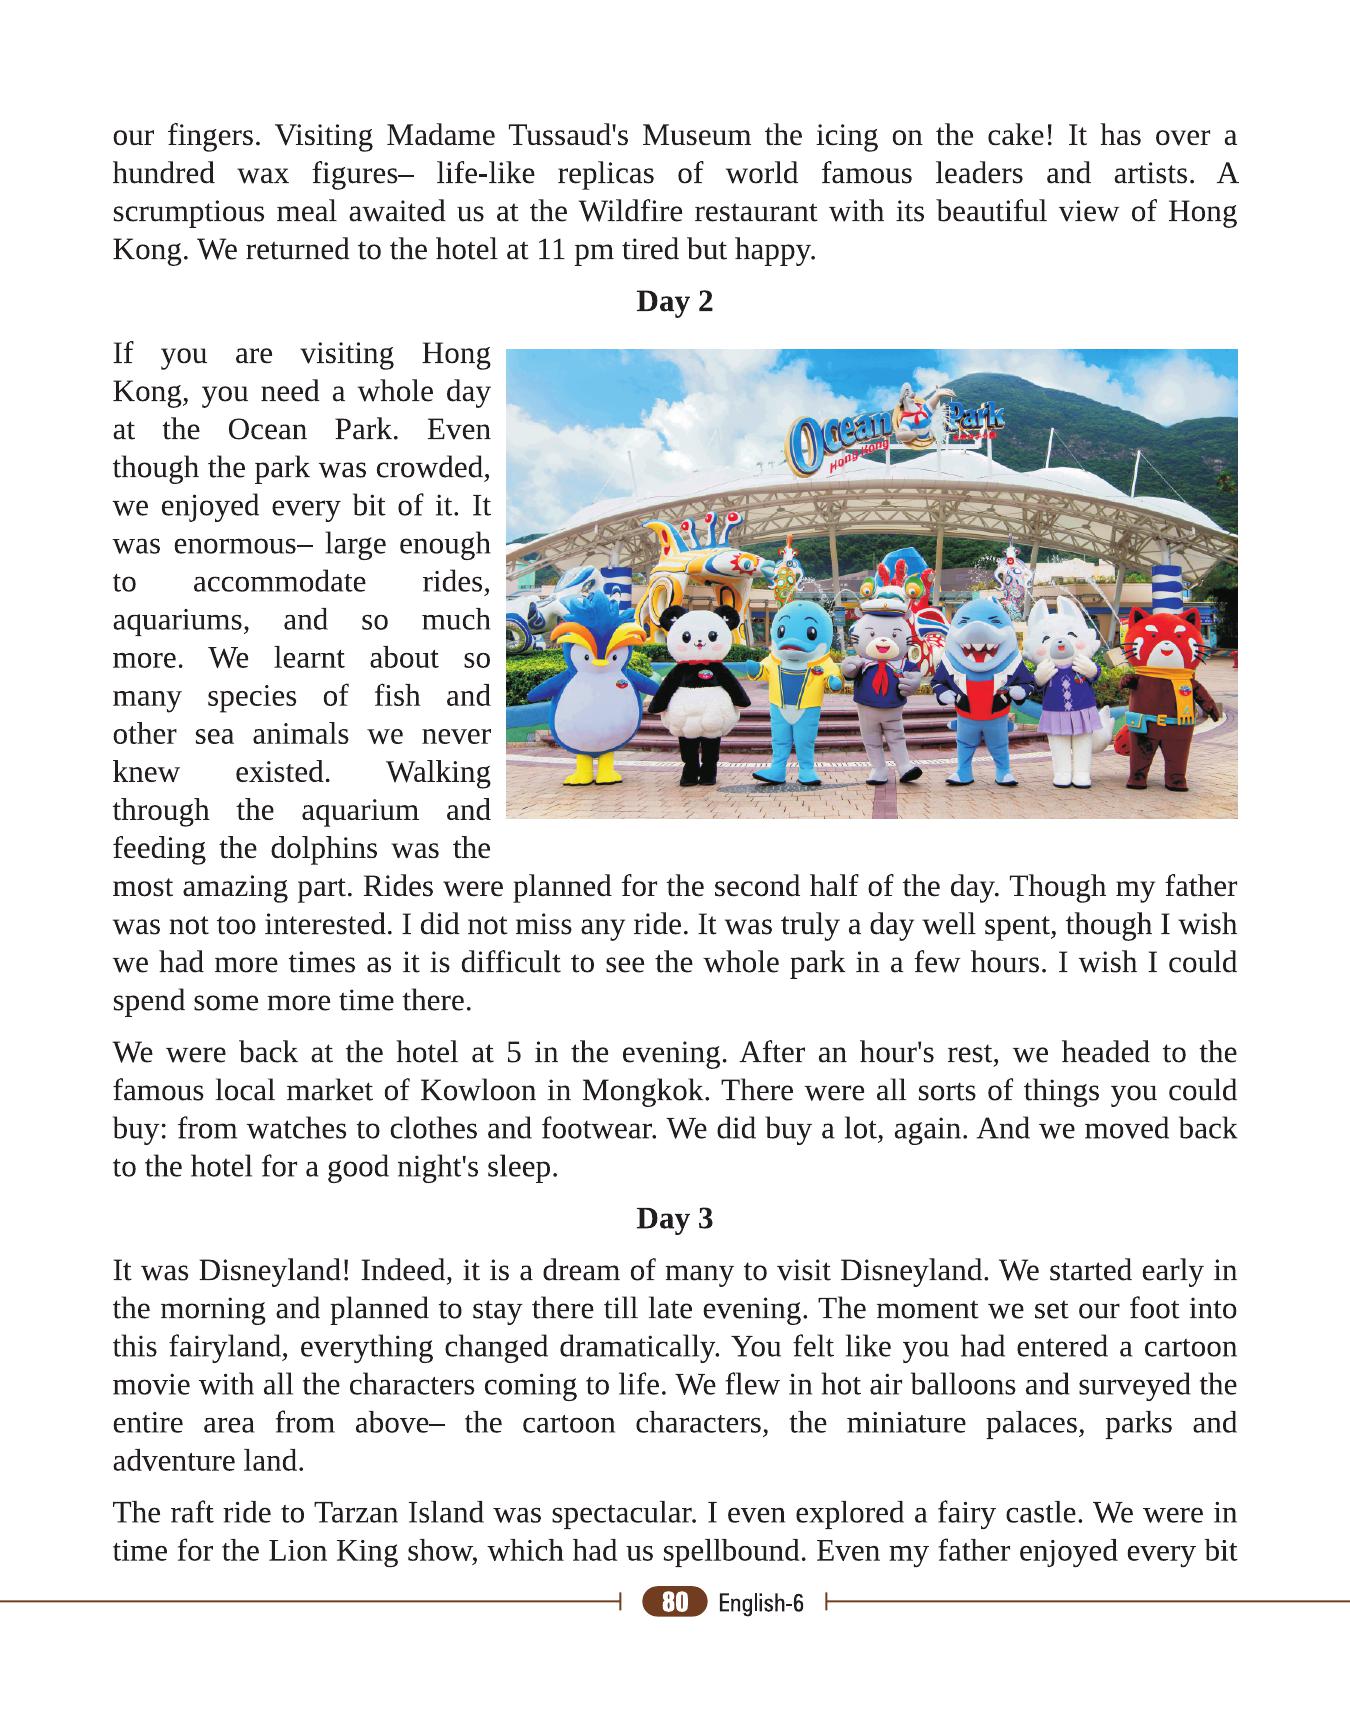 our fingers. Visiting Madame Tussaud's Museum the icing on the cake! It has over a
hundred wax figures– life-like replicas of world famous leaders and artists. A
scrumptious meal awaited us at the Wildfire restaurant with its beautiful view of Hong
Kong. We returned to the hotel at 11 pm tired but happy.
Day 2
If you are visiting Hong
Kong, you need a whole day
at the Ocean Park. Even
though the park was crowded,
we enjoyed every bit of it. It
was enormous– large enough
to accommodate rides,
aquariums, and so much
more. We learnt about so
many species of fish and
other sea animals we never
knew existed. Walking
through the aquarium and
feeding the dolphins was the
Ocean Park
Hong Kong
E
most amazing part. Rides were planned for the second half of the day. Though my father
was not too interested. I did not miss any ride. It was truly a day well spent, though I wish
we had more times as it is difficult to see the whole park in a few hours. I wish I could
spend some more time there.
We were back at the hotel at 5 in the evening. After an hour's rest, we headed to the
famous local market of Kowloon in Mongkok. There were all sorts of things you could
buy: from watches to clothes and footwear. We did buy a lot, again. And we moved back
to the hotel for a good night's sleep.
Day 3
It was Disneyland! Indeed, it is a dream of many to visit Disneyland. We started early in
the morning and planned to stay there till late evening. The moment we set our foot into
this fairyland, everything changed dramatically. You felt like you had entered a cartoon
movie with all the characters coming to life. We flew in hot air balloons and surveyed the
entire area from above– the cartoon characters, the miniature palaces, parks and
adventure land.
The raft ride to Tarzan Island was spectacular. I even explored a fairy castle. We were in
time for the Lion King show, which had us spellbound. Even my father enjoyed every bit
80 English-6